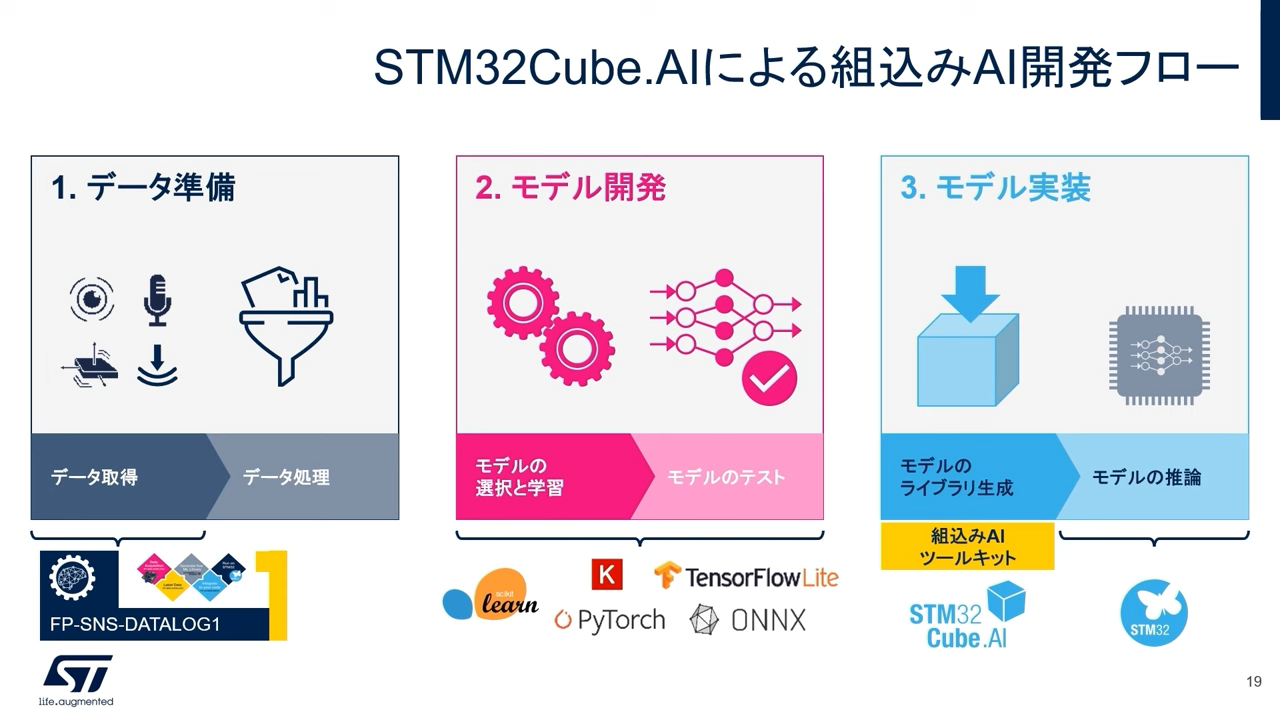 STM32Cube.AIによる組込みAI開発フロー
1. データ準備
データ取得
データ処理
FP-SNS-DATALOG1
2. モデル開発
モデルの
選択と学習
モデルのテスト
scikit
learn
K
TensorFlowLite
PyTorch
ONNX
3. モデル実装
モデルの
ライブラリ生成
モデルの推論
組込みAI
ツールキット
STM32
Cube.AI
STM32
ST
life.augmented
19